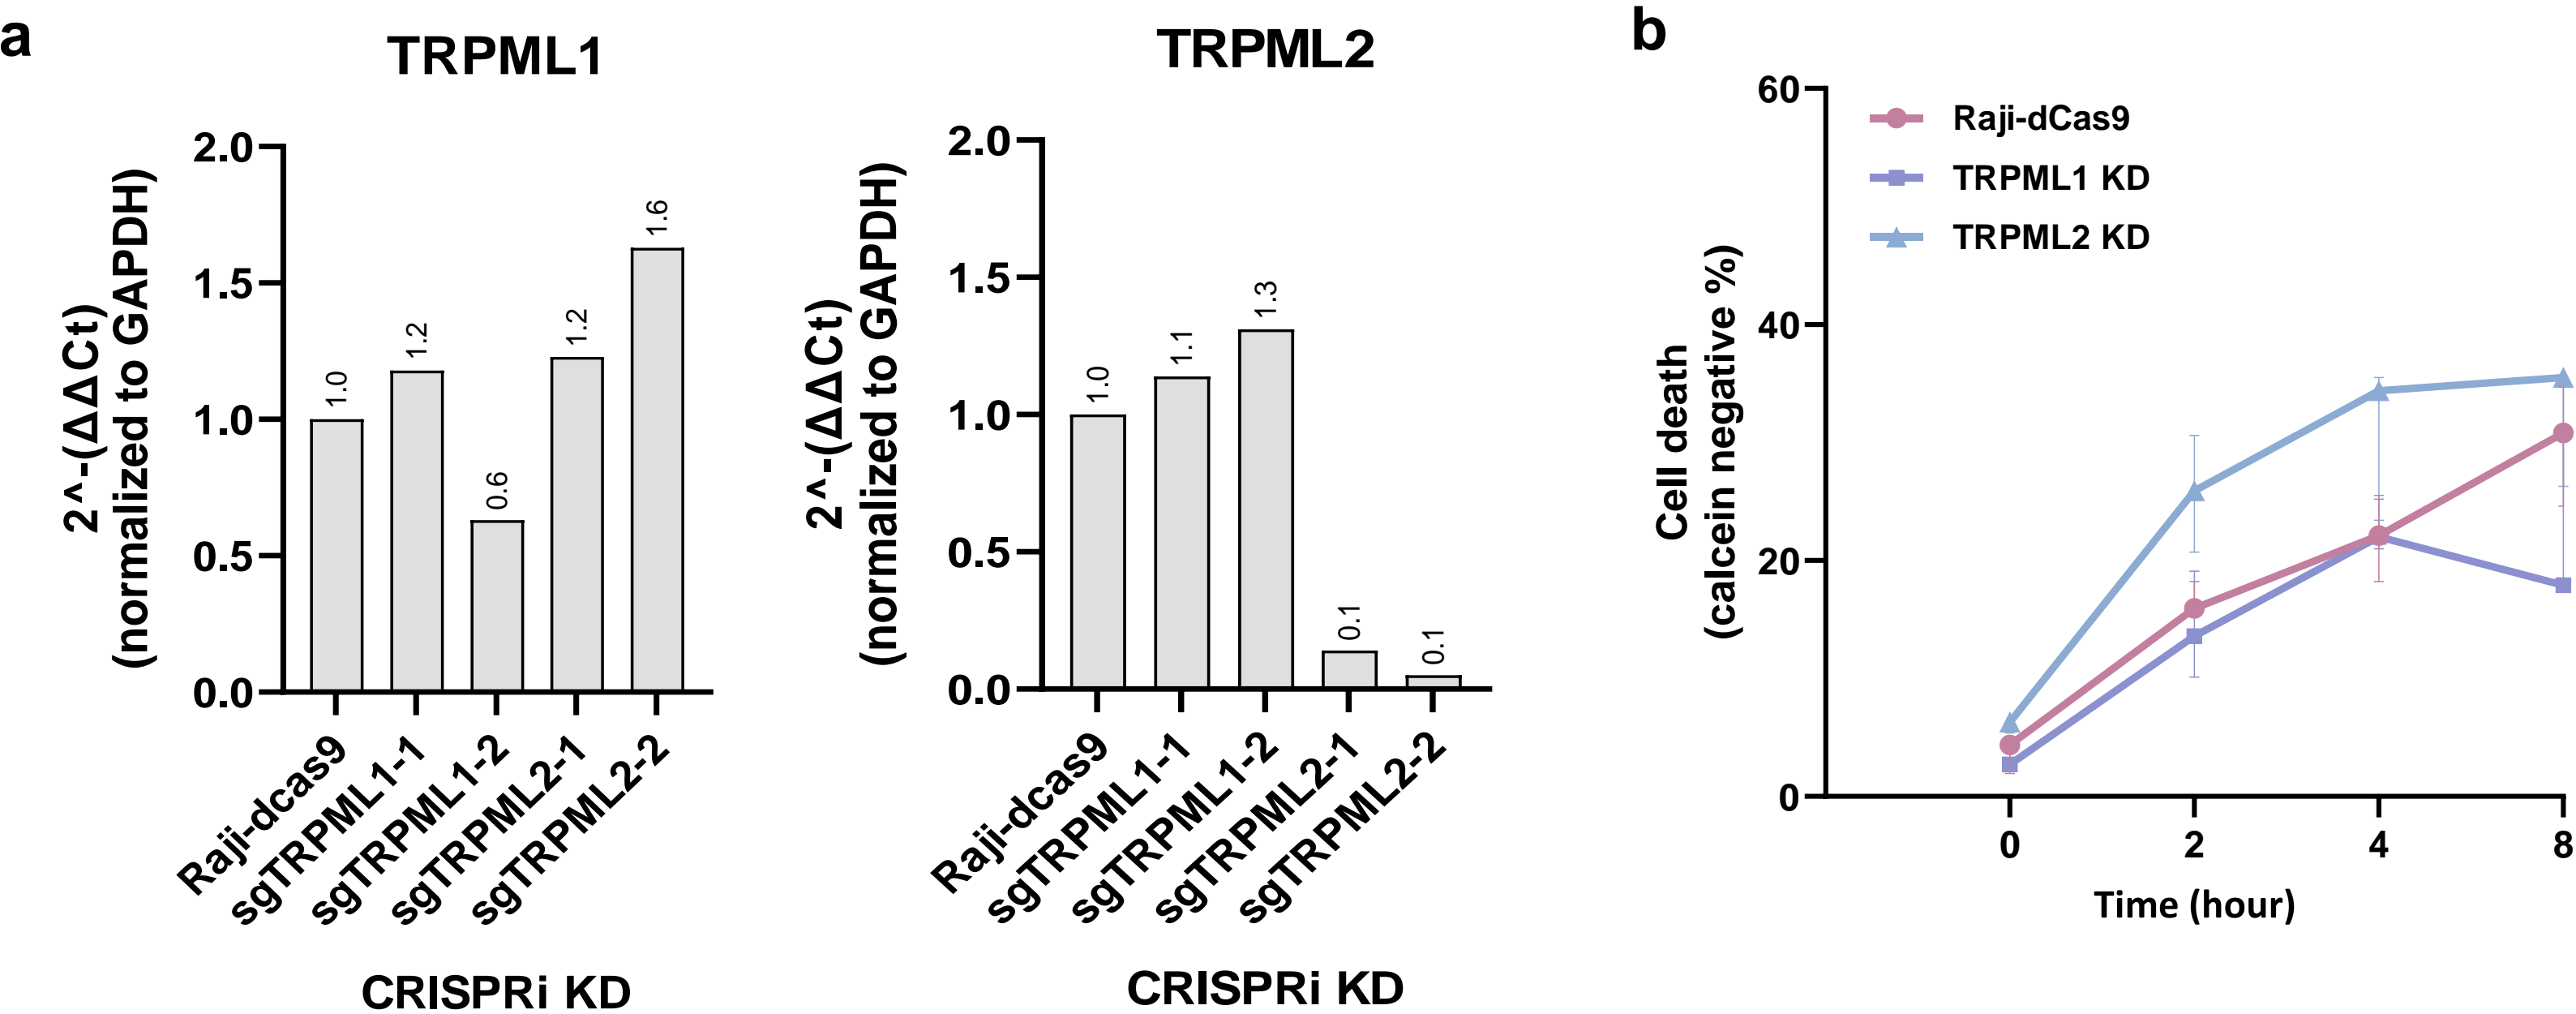 a
TRPML1
2^-(ΔΔCt)
(normalized to GAPDH)
2.0
1.5
1.0
0.5
0.0
1.0
1.2
0.6
1.2
1.6
Raji-dcas9
sgTRPML1-1
sgTRPML1-2
sgTRPML2-1
sgTRPML2-2
CRISPRi KD
TRPML2
2^-(ΔΔCt)
(normalized to GAPDH)
2.0
1.5
1.0
0.5
0.0
1.0
1.1
1.3
0.1
0.1
Raji-dcas9
sgTRPML1-1
sgTRPML1-2
sgTRPML2-1
sgTRPML2-2
CRISPRi KD
b
Cell death
(calcein negative %)
60
40
20
0
Raji-dCas9
TRPML1 KD
TRPML2 KD
0
2
4
8
Time (hour)